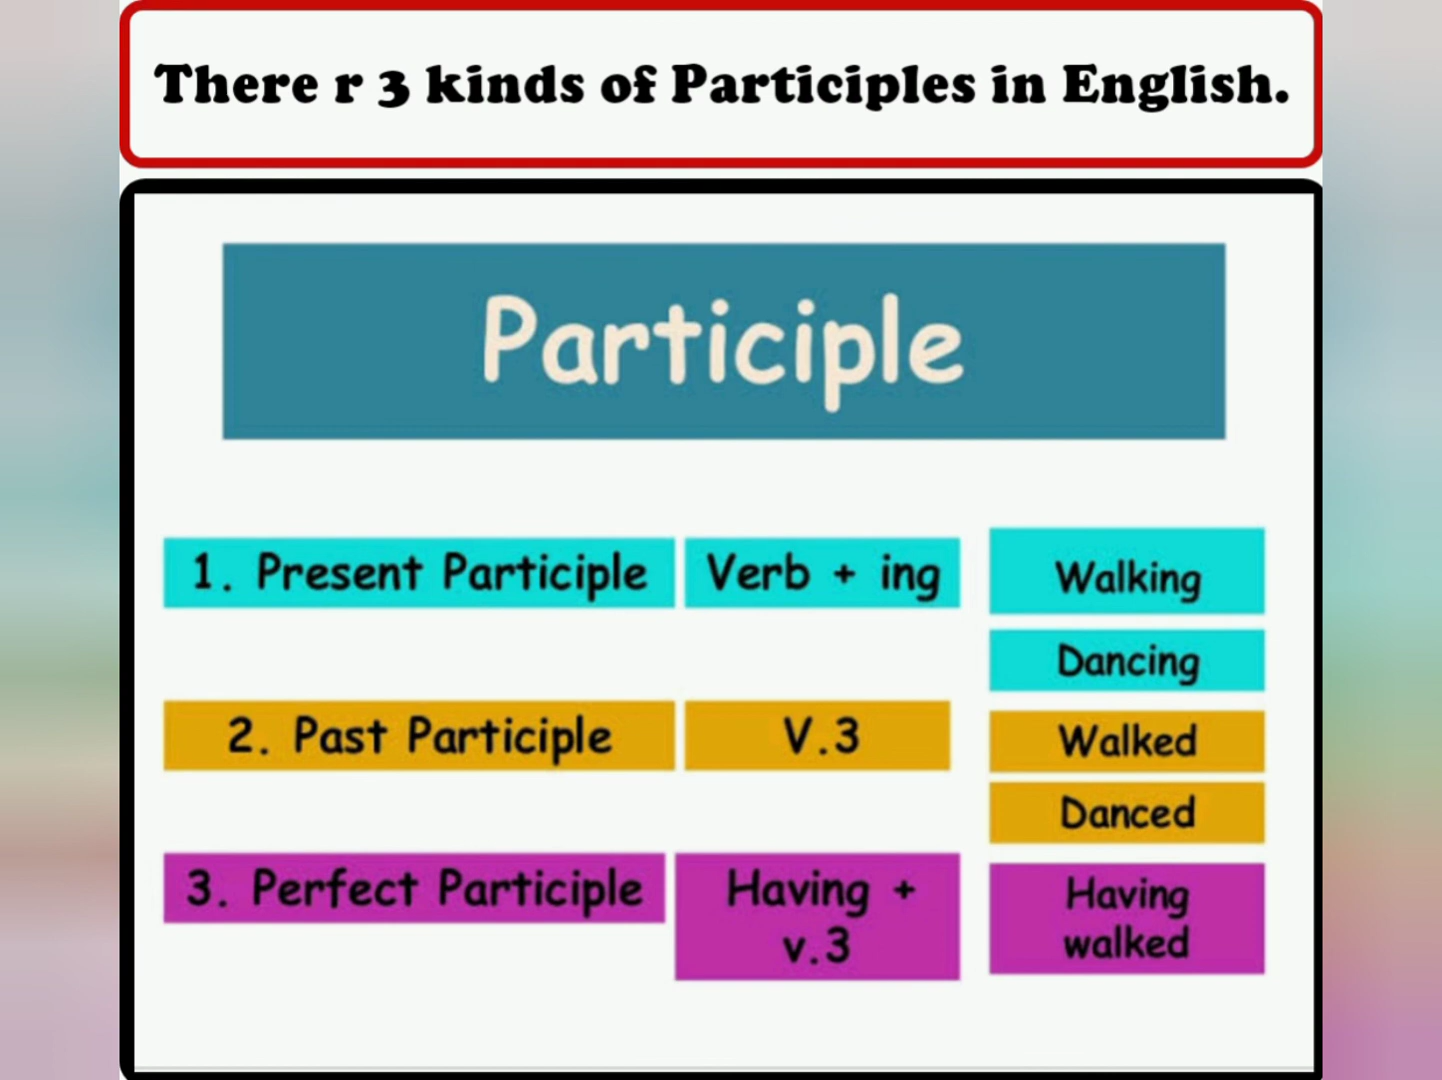 There r 3 kinds of Participles in English.
Participle
1. Present Participle
Verb + ing
Walking
Dancing
2. Past Participle
V.3
Walked
Danced
3. Perfect Participle
Having +
v.3
Having
walked